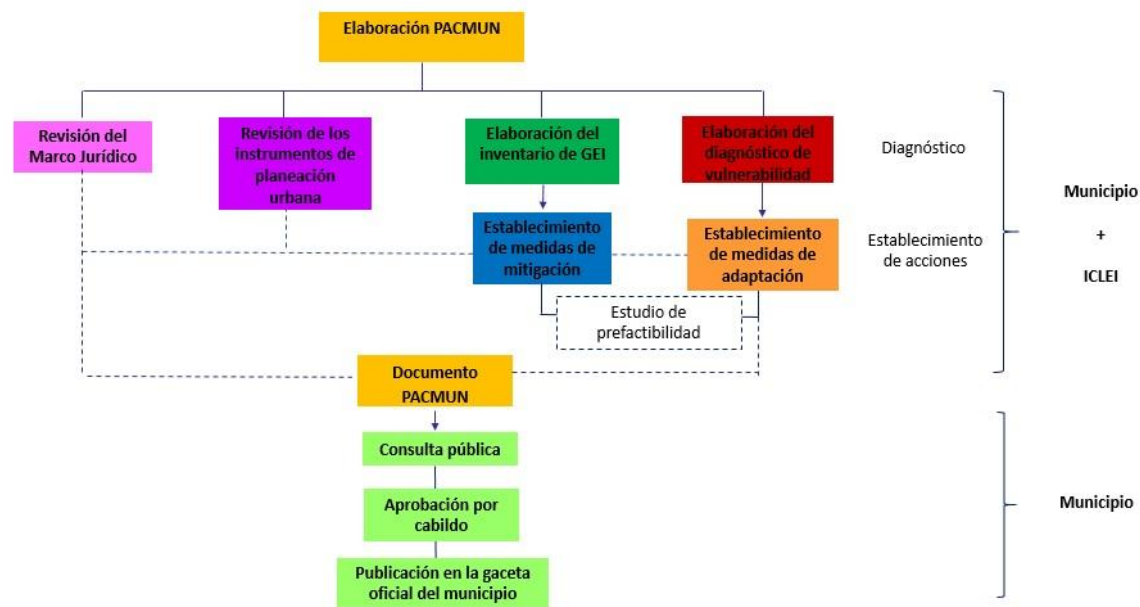 Elaboración PACMUN
Revisión del
Marco Jurídico
Revisión de los
instrumentos de
planeación
urbana
Elaboración del
inventario de GEI
Elaboración del
diagnóstico de
vulnerabilidad
Diagnóstico
Establecimiento
de medidas de
mitigación
Establecimiento
de medidas de
adaptación
Establecimiento
de acciones
Municipio
+
ICLEI
Estudio de
prefactibilidad
Documento
PACMUN
Consulta pública
Aprobación por
cabildo
Publicación en la gaceta
oficial del municipio
Municipio